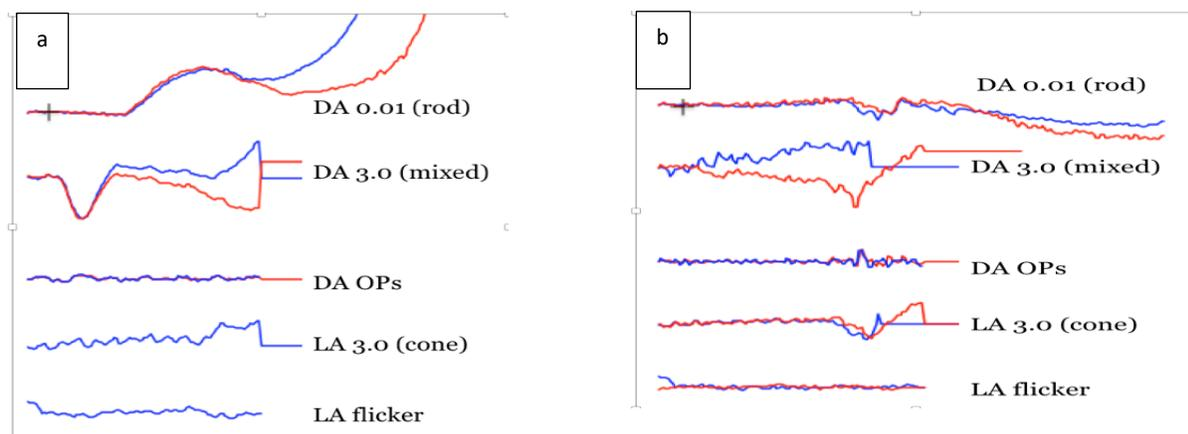 a
DA 0.01 (rod)
DA 3.0 (mixed)
DA OPs
LA 3.0 (cone)
LA flicker
b
DA 0.01 (rod)
DA 3.0 (mixed)
DA OPs
LA 3.0 (cone)
LA flicker